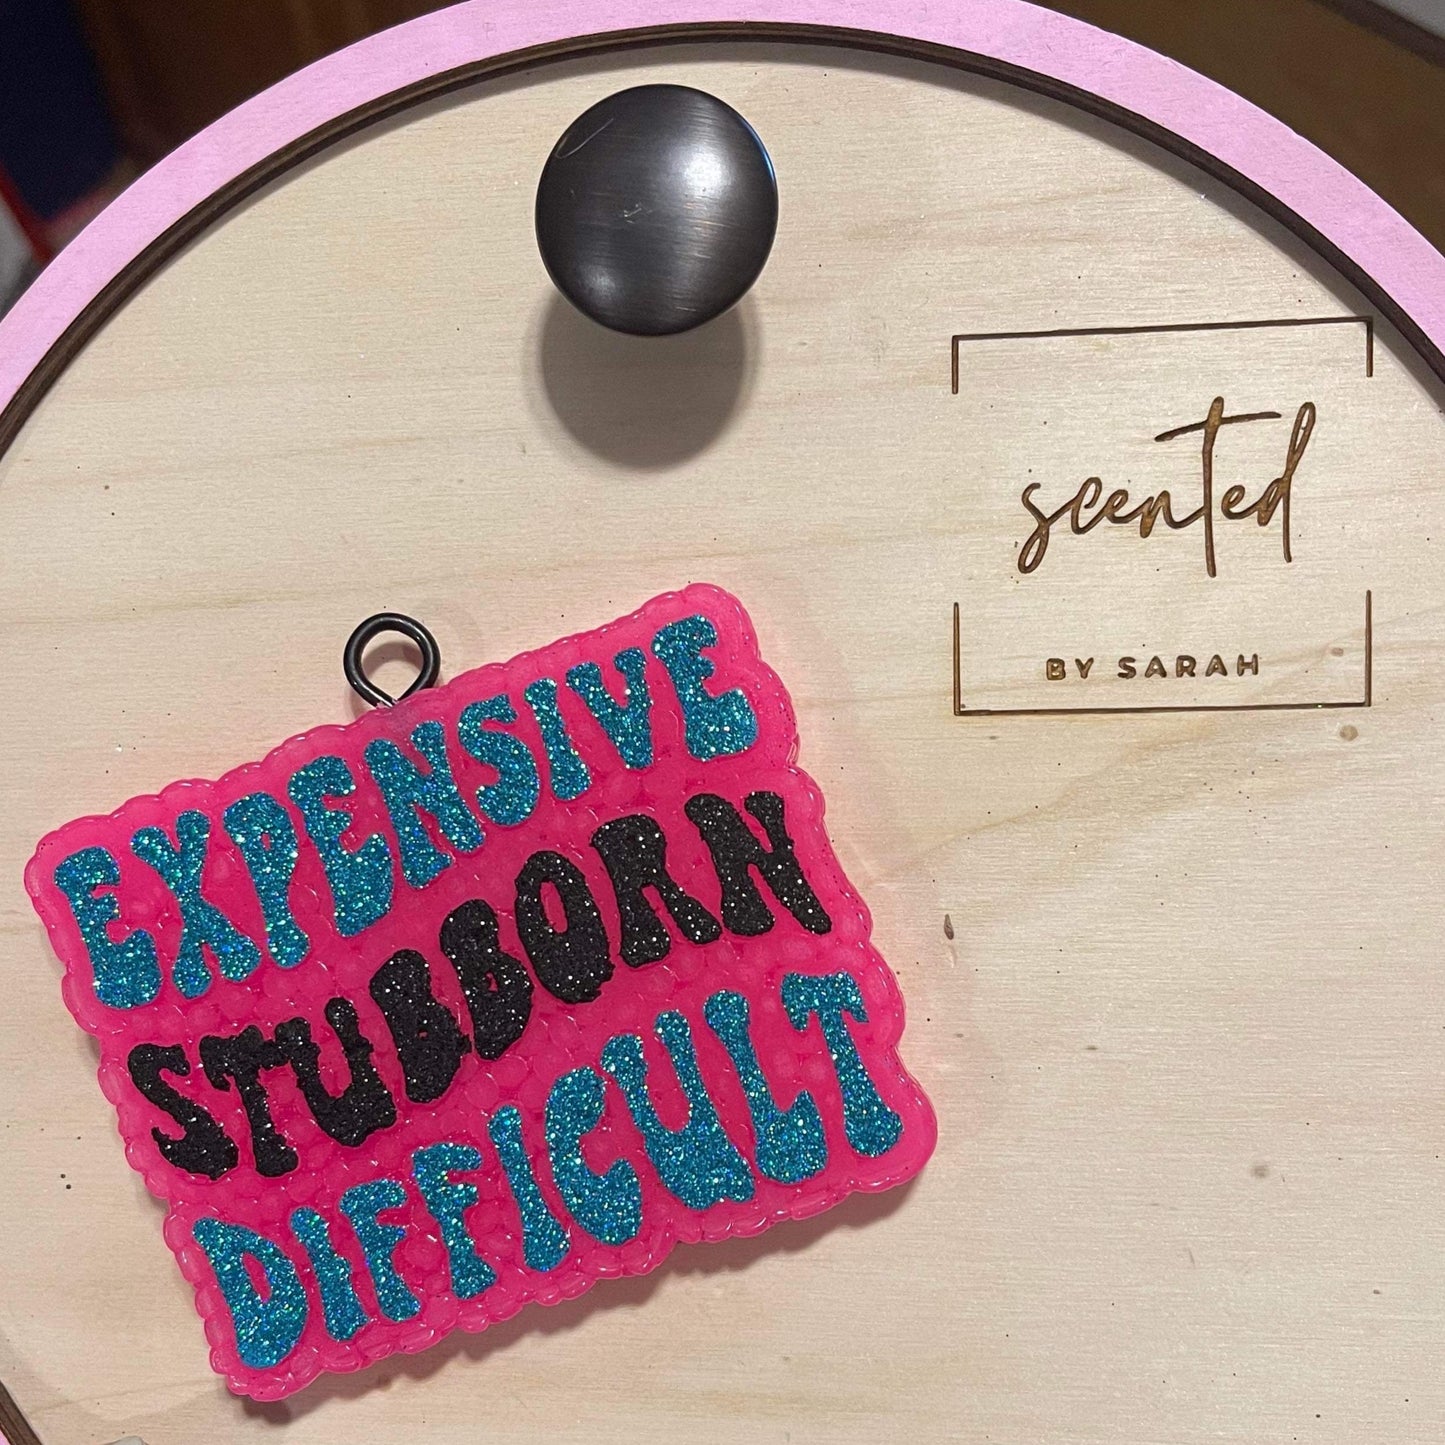 scented
BY SARAH
EXPENSIVE
STUBBORN
DIFFICULT